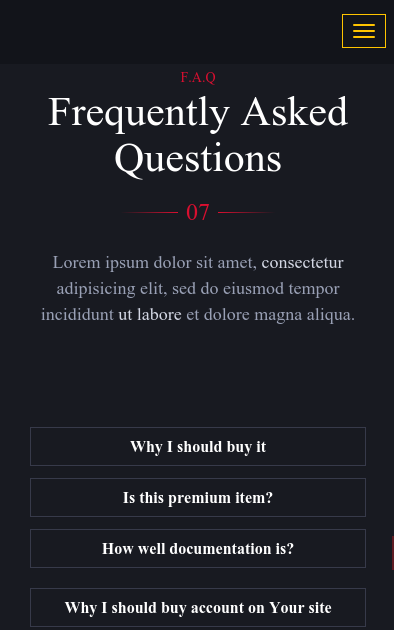 F.A.Q
Frequently Asked
Questions
07
Lorem ipsum dolor sit amet, consectetur
adipisicing elit, sed do eiusmod tempor
incididunt ut labore et dolore magna aliqua.
Why I should buy it
Is this premium item?
How well documentation is?
Why I should buy account on Your site